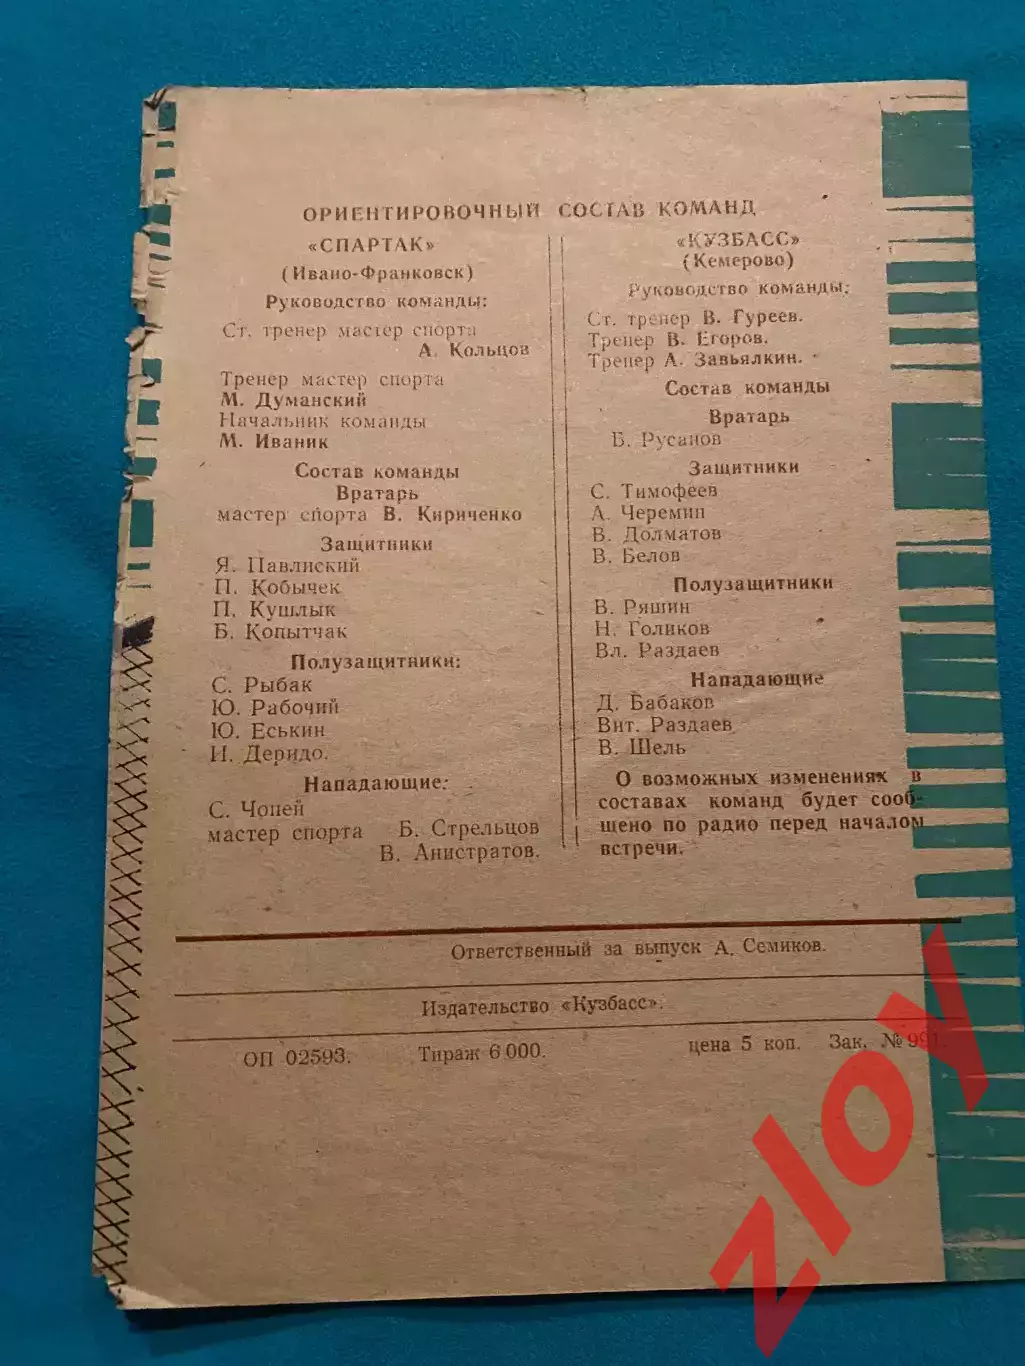 ОРИЕНТИРОВОЧНЫЙ СОСТАВ КОМАНД
«СПАРТАК»
(Ивано-Франковск)
Руководство команды:
Ст. тренер мастер спорта
А. Кольцов
Тренер мастер спорта
М. Думанский
Начальник команды
М. Иваник
Состав команды
Вратарь
мастер спорта В. Кириченко
Защитники
Я. Павлиский
П. Кобычек
П. Кушлык
Б. Копытчак
Полузащитники:
С. Рыбак
Ю. Рабочий
Ю. Еськин
И. Деридо.
Нападающие:
С. Чопей
мастер спорта Б. Стрельцов
В. Анистратов.
«КУЗБАСС»
(Кемерово)
Руководство команды:
Ст. тренер В. Гуреев.
Тренер В. Егоров.
Тренер А. Завьялкин.
Состав команды
Вратарь
Б. Русанов
Защитники
С. Тимофеев
А. Черемин
В. Долматов
В. Белов
Полузащитники
В. Ряшин
Н. Голиков
Вл. Раздаев
Нападающие
Д. Бабаков
Вит. Раздаев
В. Шель
О возможных изменениях в
составах команд будет сооб-
щено по радио перед началом
встречи.
Ответственный за выпуск А. Семиков.
Издательство «Кузбасс».
ОП 02593. Тираж 6 000. цена 5 коп. Зак. № 991.
zloy